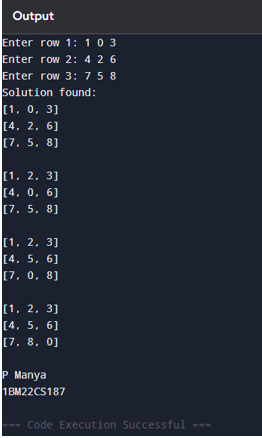 Output
Enter row 1: 1 0 3
Enter row 2: 4 2 6
Enter row 3: 7 5 8
Solution found:
[1, 0, 3]
[4, 2, 6]
[7, 5, 8]
[1, 2, 3]
[4, 0, 6]
[7, 5, 8]
[1, 2, 3]
[4, 5, 6]
[7, 0, 8]
[1, 2, 3]
[4, 5, 6]
[7, 8, 0]
P Manya
1BM22CS187
=== Code Execution Successful ===